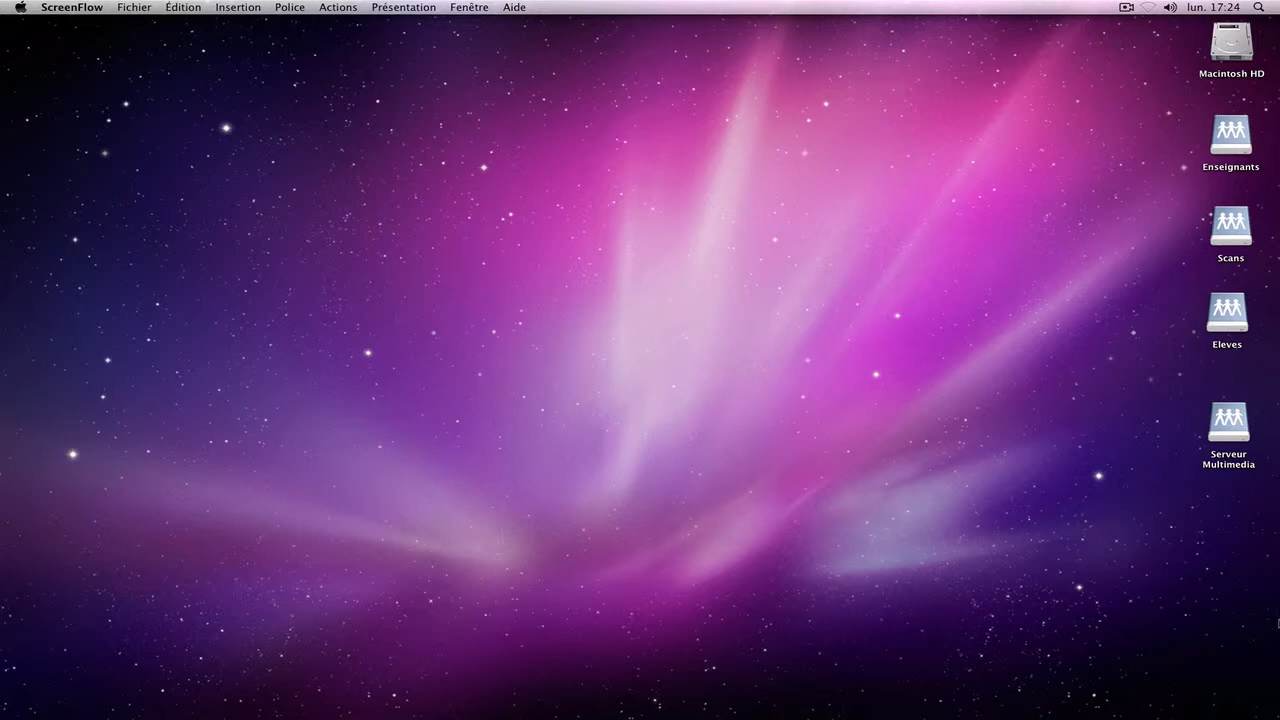 ScreenFlow Fichier Édition Insertion Police Actions Présentation Fenêtre Aide lun. 17:24
Macintosh HD
Enseignants
Scans
Eleves
Serveur
Multimedia